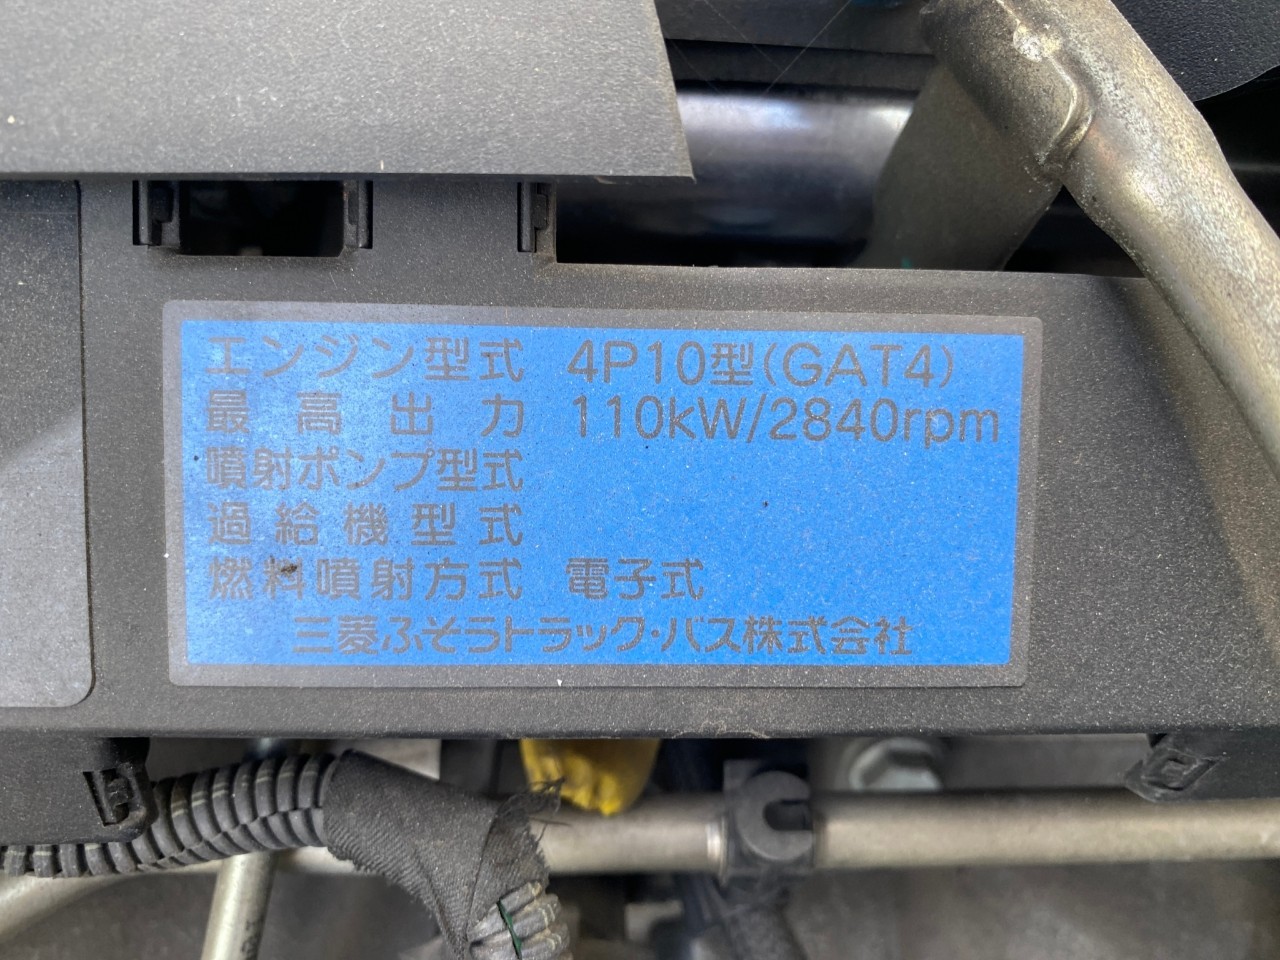 エンジン型式 4P10型(GAT4)
最高出力 110kW/2840rpm
噴射ポンプ型式
過給機型式
燃料噴射方式 電子式
三菱ふそうトラック・バス株式会社